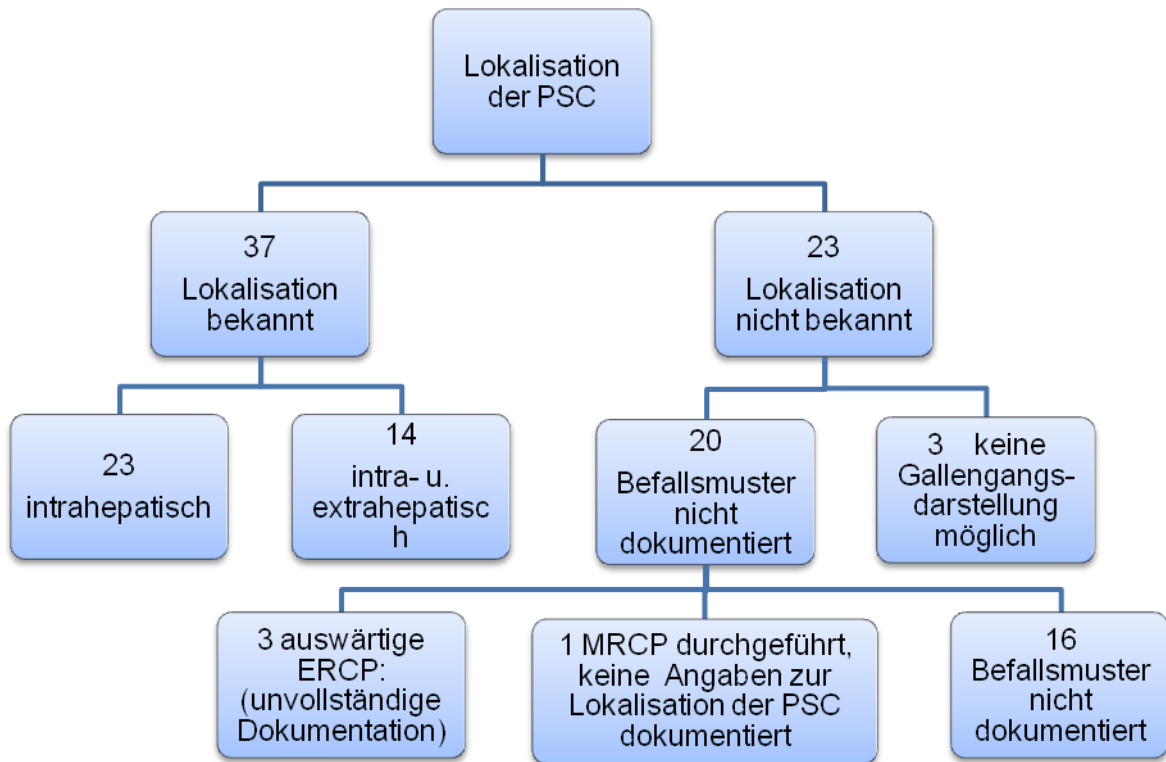 Lokalisation
der PSC
37
Lokalisation
bekannt
23
Lokalisation
nicht bekannt
23
intrahepatisch
14
intra- u.
extrahepatisc
h
20
Befallsmuster
nicht
dokumentiert
3 keine
Gallengangs-
darstellung
möglich
3 auswärtige
ERCP:
(unvollständige
Dokumentation)
1 MRCP durchgeführt,
keine Angaben zur
Lokalisation der PSC
dokumentiert
16
Befallsmuster
nicht
dokumentiert